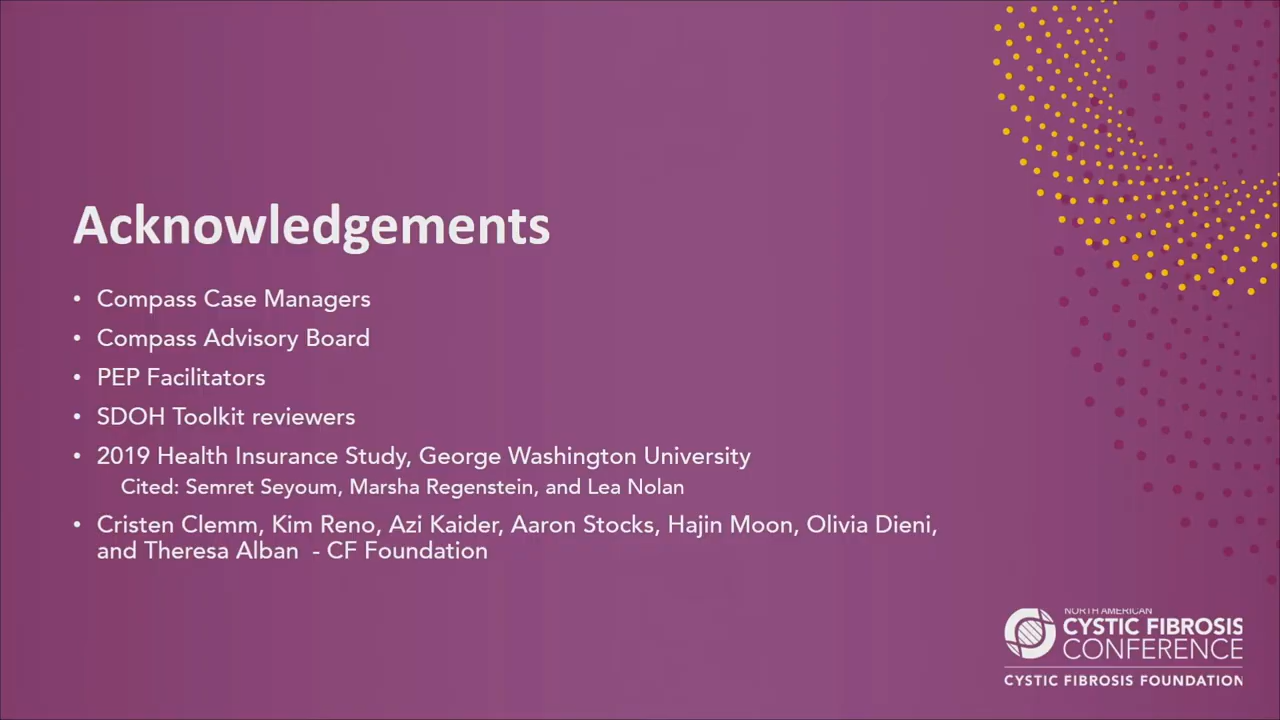 Acknowledgements
• Compass Case Managers
• Compass Advisory Board
• PEP Facilitators
• SDOH Toolkit reviewers
• 2019 Health Insurance Study, George Washington University
Cited: Semret Seyoum, Marsha Regenstein, and Lea Nolan
• Cristen Clemm, Kim Reno, Azi Kaider, Aaron Stocks, Hajin Moon, Olivia Dieni,
and Theresa Alban - CF Foundation
NORTH AMERICAN
CYSTIC FIBROSIS
CONFERENCE
CYSTIC FIBROSIS FOUNDATION